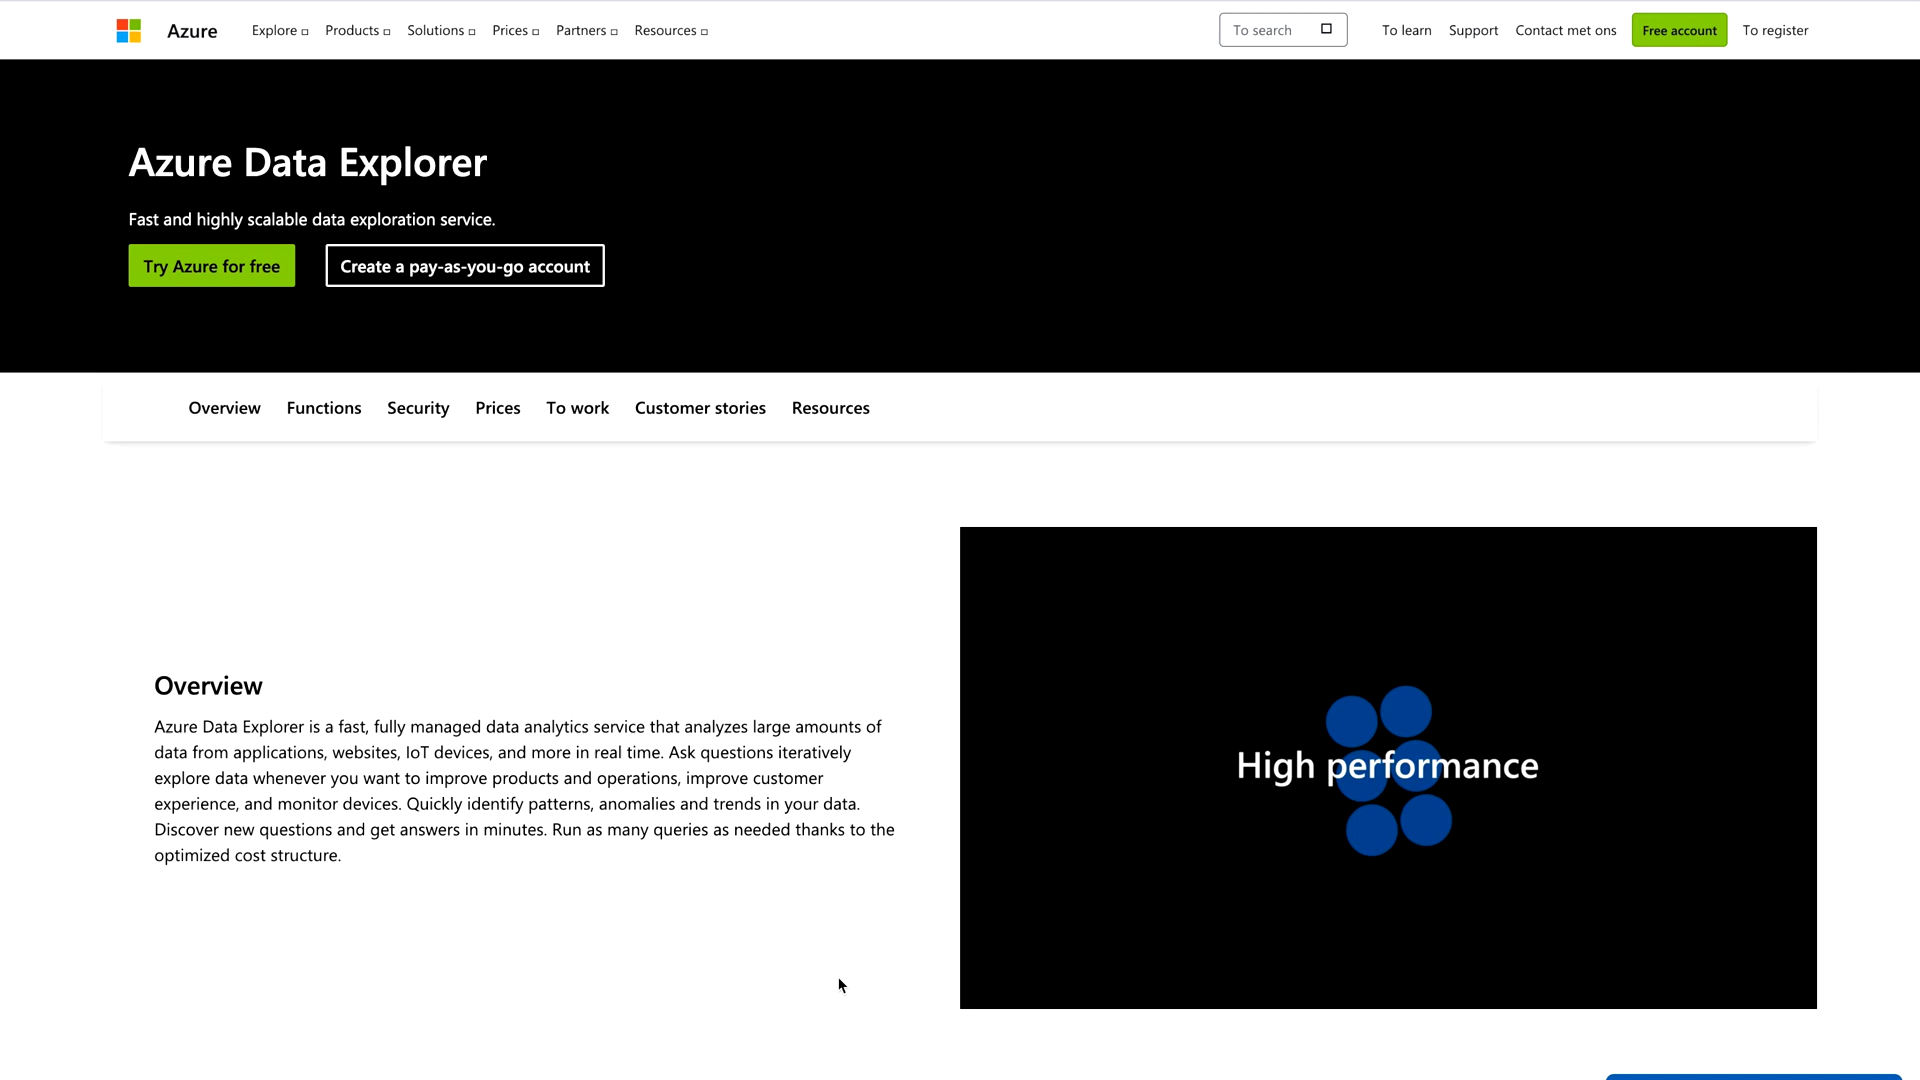 Azure
Explore
Products
Solutions
Prices
Partners
Resources
To search
To learn
Support
Contact met ons
Free account
To register
Azure Data Explorer
Fast and highly scalable data exploration service.
Try Azure for free
Create a pay-as-you-go account
Overview
Functions
Security
Prices
To work
Customer stories
Resources
Overview
Azure Data Explorer is a fast, fully managed data analytics service that analyzes large amounts of
data from applications, websites, IoT devices, and more in real time. Ask questions iteratively
explore data whenever you want to improve products and operations, improve customer
experience, and monitor devices. Quickly identify patterns, anomalies and trends in your data.
Discover new questions and get answers in minutes. Run as many queries as needed thanks to the
optimized cost structure.
High performance